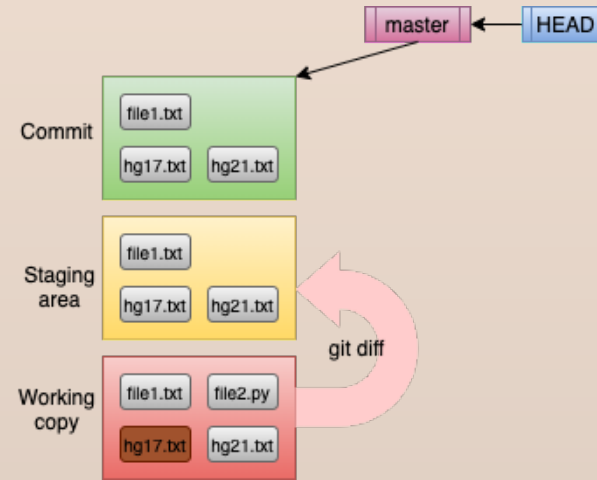 master
HEAD
Commit
file1.txt
hg17.txt
hg21.txt
Staging
area
file1.txt
hg17.txt
hg21.txt
git diff
Working
copy
file1.txt
file2.py
hg17.txt
hg21.txt